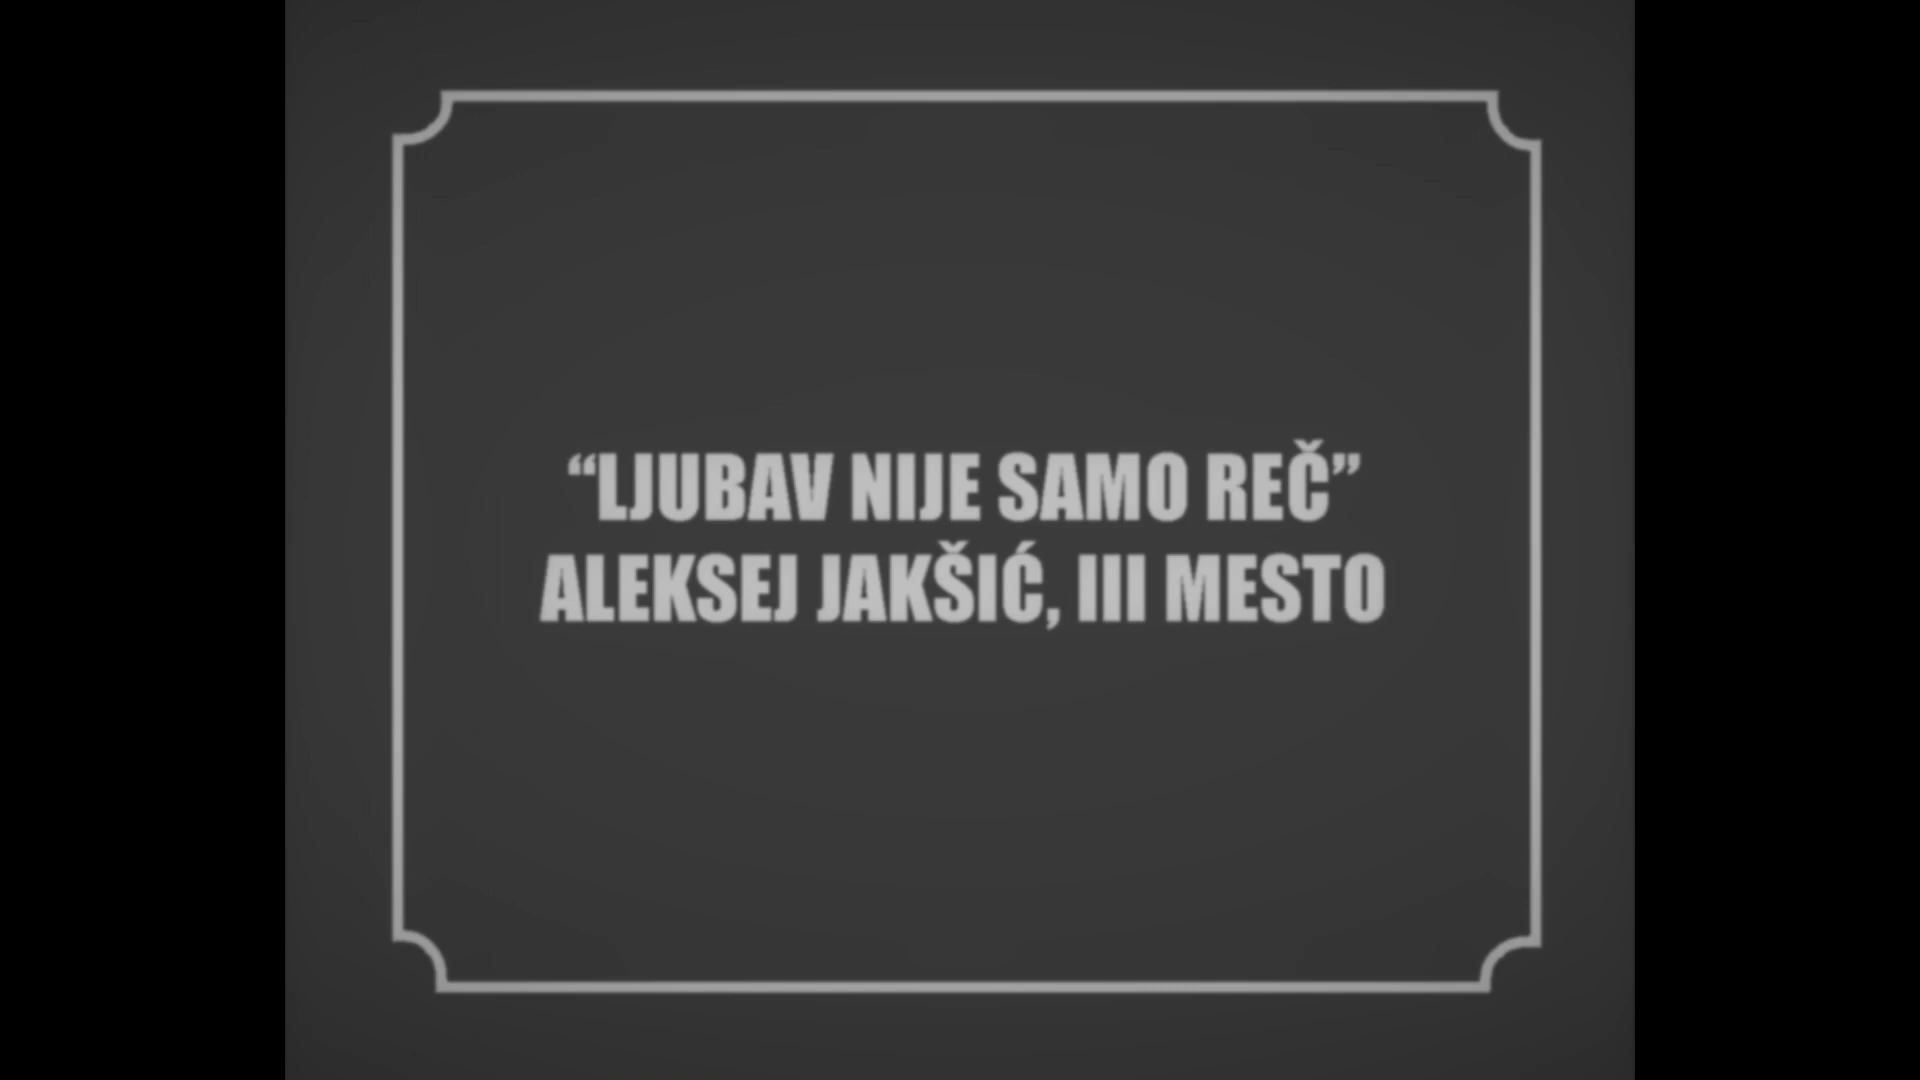 “LJUBAV NIJE SAMO REČ”
ALEKSEJ JAKŠIĆ, III MESTO